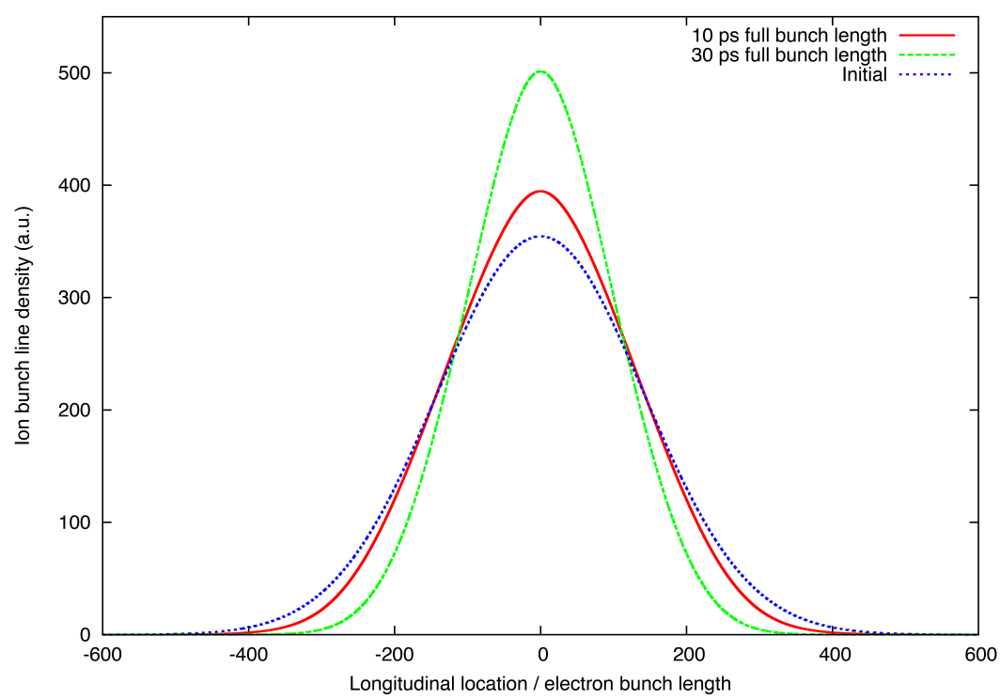 10 ps full bunch length
30 ps full bunch length
Initial
500
400
300
200
100
0
-600
-400
-200
0
200
400
600
Ion bunch line density (a.u.)
Longitudinal location / electron bunch length